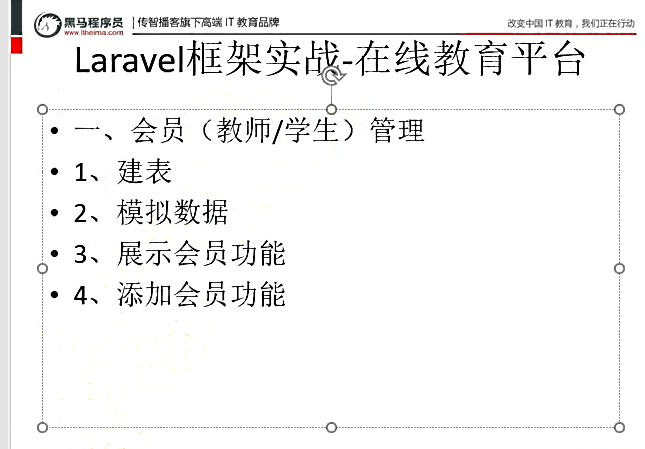 黑马程序员
www.itheima.com
传智播客旗下高端 IT 教育品牌
改变中国 IT 教育，我们正在行动
Laravel框架实战-在线教育平台
• 一、会员（教师/学生）管理
• 1、建表
• 2、模拟数据
• 3、展示会员功能
• 4、添加会员功能